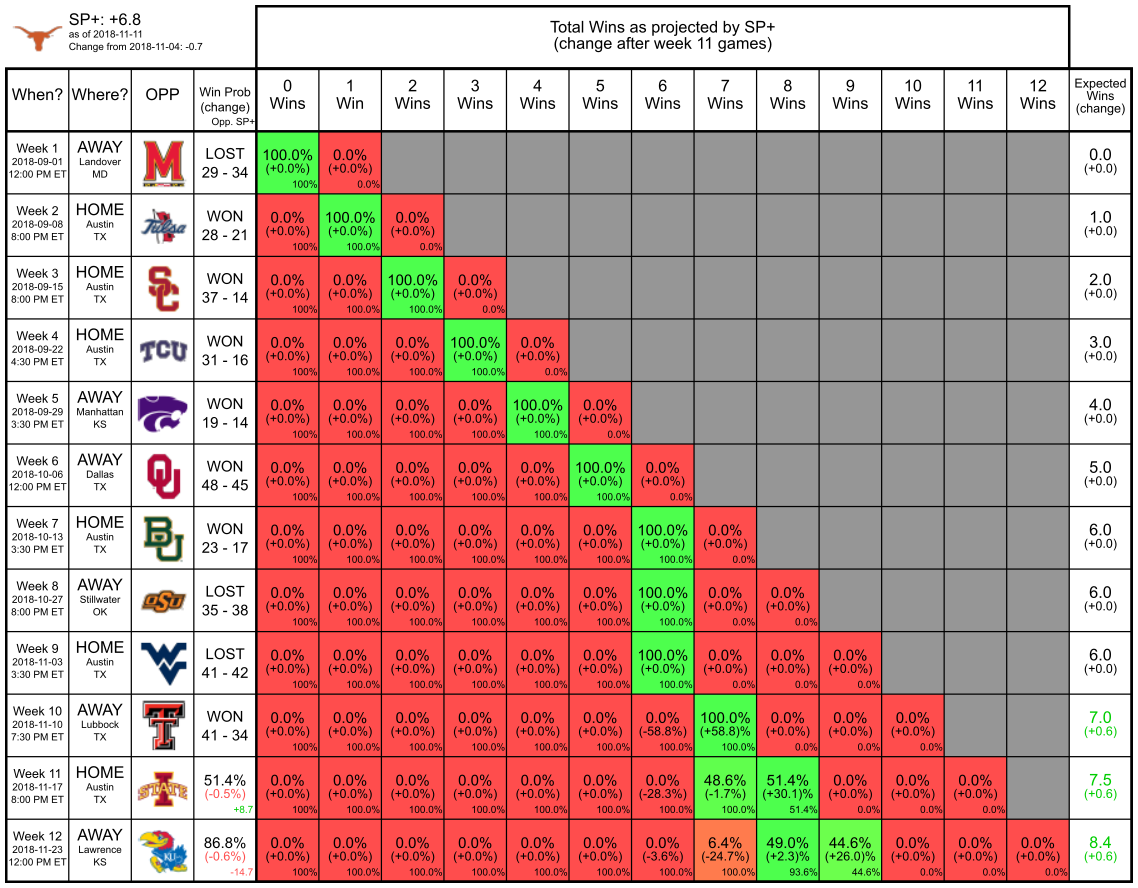 SP+: +6.8
as of 2018-11-11
Change from 2018-11-04: -0.7
Total Wins as projected by SP+
(change after week 11 games)
When? Where? OPP Win Prob 0 1 2 3 4 5 6 7 8 9 10 11 12 Expected
(change) Wins Win Wins Wins Wins Wins Wins Wins Wins Wins Wins Wins Wins Wins
Opp. SP+ (change)
Week 1 AWAY LOST 100.0% 0.0% 0.0
2018-09-01 Landover M 29 - 34 (+0.0%) (+0.0%) (+0.0)
12:00 PM ET MD 100% 0.0%
Week 2 HOME WON 0.0% 100.0% 0.0% 1.0
2018-09-08 Austin Tulsa 28 - 21 (+0.0%) (+0.0%) (+0.0%) (+0.0)
8:00 PM ET TX 100% 100.0% 0.0%
Week 3 HOME WON 0.0% 0.0% 100.0% 0.0% 2.0
2018-09-15 Austin SC 37 - 14 (+0.0%) (+0.0%) (+0.0%) (+0.0%) (+0.0)
8:00 PM ET TX 100% 100.0% 100.0% 0.0%
Week 4 HOME WON 0.0% 0.0% 0.0% 100.0% 0.0% 3.0
2018-09-22 Austin TCU 31 - 16 (+0.0%) (+0.0%) (+0.0%) (+0.0%) (+0.0%) (+0.0)
4:30 PM ET TX 100% 100.0% 100.0% 100.0% 0.0%
Week 5 AWAY WON 0.0% 0.0% 0.0% 0.0% 100.0% 0.0% 4.0
2018-09-29 Manhattan 19 - 14 (+0.0%) (+0.0%) (+0.0%) (+0.0%) (+0.0%) (+0.0%) (+0.0)
3:30 PM ET KS 100% 100.0% 100.0% 100.0% 100.0% 0.0%
Week 6 AWAY WON 0.0% 0.0% 0.0% 0.0% 0.0% 100.0% 0.0% 5.0
2018-10-06 Dallas OU 48 - 45 (+0.0%) (+0.0%) (+0.0%) (+0.0%) (+0.0%) (+0.0%) (+0.0%) (+0.0)
12:00 PM ET TX 100% 100.0% 100.0% 100.0% 100.0% 100.0% 0.0%
Week 7 HOME WON 0.0% 0.0% 0.0% 0.0% 0.0% 0.0% 100.0% 0.0% 6.0
2018-10-13 Austin BU 23 - 17 (+0.0%) (+0.0%) (+0.0%) (+0.0%) (+0.0%) (+0.0%) (+0.0%) (+0.0%) (+0.0)
3:30 PM ET TX 100% 100.0% 100.0% 100.0% 100.0% 100.0% 100.0% 0.0%
Week 8 AWAY LOST 0.0% 0.0% 0.0% 0.0% 0.0% 0.0% 100.0% 0.0% 0.0% 6.0
2018-10-27 Stillwater OSU 35 - 38 (+0.0%) (+0.0%) (+0.0%) (+0.0%) (+0.0%) (+0.0%) (+0.0%) (+0.0%) (+0.0%) (+0.0)
8:00 PM ET OK 100% 100.0% 100.0% 100.0% 100.0% 100.0% 100.0% 0.0% 0.0%
Week 9 HOME LOST 0.0% 0.0% 0.0% 0.0% 0.0% 0.0% 100.0% 0.0% 0.0% 0.0% 6.0
2018-11-03 Austin WV 41 - 42 (+0.0%) (+0.0%) (+0.0%) (+0.0%) (+0.0%) (+0.0%) (+0.0%) (+0.0%) (+0.0%) (+0.0%) (+0.0)
3:30 PM ET TX 100% 100.0% 100.0% 100.0% 100.0% 100.0% 100.0% 0.0% 0.0% 0.0%
Week 10 AWAY WON 0.0% 0.0% 0.0% 0.0% 0.0% 0.0% 0.0% 100.0% 0.0% 0.0% 0.0% 7.0
2018-11-10 Lubbock T 41 - 34 (+0.0%) (+0.0%) (+0.0%) (+0.0%) (+0.0%) (+0.0%) (-58.8%) (+58.8)% (+0.0%) (+0.0%) (+0.0%) (+0.6)
7:30 PM ET TX 100% 100.0% 100.0% 100.0% 100.0% 100.0% 100.0% 100.0% 0.0% 0.0% 0.0%
Week 11 HOME 51.4% 0.0% 0.0% 0.0% 0.0% 0.0% 0.0% 0.0% 48.6% 51.4% 0.0% 0.0% 0.0% 7.5
2018-11-17 Austin STATE (-0.5%) (+0.0%) (+0.0%) (+0.0%) (+0.0%) (+0.0%) (+0.0%) (-28.3%) (-1.7%) (+30.1)% (+0.0%) (+0.0%) (+0.0%) (+0.6)
8:00 PM ET TX +8.7 100% 100.0% 100.0% 100.0% 100.0% 100.0% 100.0% 100.0% 51.4% 0.0% 0.0% 0.0%
Week 12 AWAY 86.8% 0.0% 0.0% 0.0% 0.0% 0.0% 0.0% 0.0% 6.4% 49.0% 44.6% 0.0% 0.0% 0.0% 8.4
2018-11-23 Lawrence KU (-0.6%) (+0.0%) (+0.0%) (+0.0%) (+0.0%) (+0.0%) (+0.0%) (-3.6%) (-24.7%) (+2.3)% (+26.0)% (+0.0%) (+0.0%) (+0.0%) (+0.6)
12:00 PM ET KS -14.7 100% 100.0% 100.0% 100.0% 100.0% 100.0% 100.0% 100.0% 93.6% 44.6% 0.0% 0.0% 0.0%